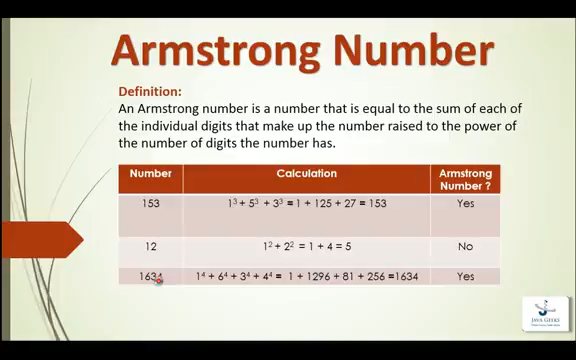 Armstrong Number
Definition:
An Armstrong number is a number that is equal to the sum of each of
the individual digits that make up the number raised to the power of
the number of digits the number has.
Number Calculation Armstrong
Number ?
153 1³ + 5³ + 3³ = 1 + 125 + 27 = 153 Yes
12 1² + 2² = 1 + 4 = 5 No
1634 1⁴ + 6⁴ + 3⁴ + 4⁴ = 1 + 1296 + 81 + 256 =1634 Yes
JAVA GEEKS